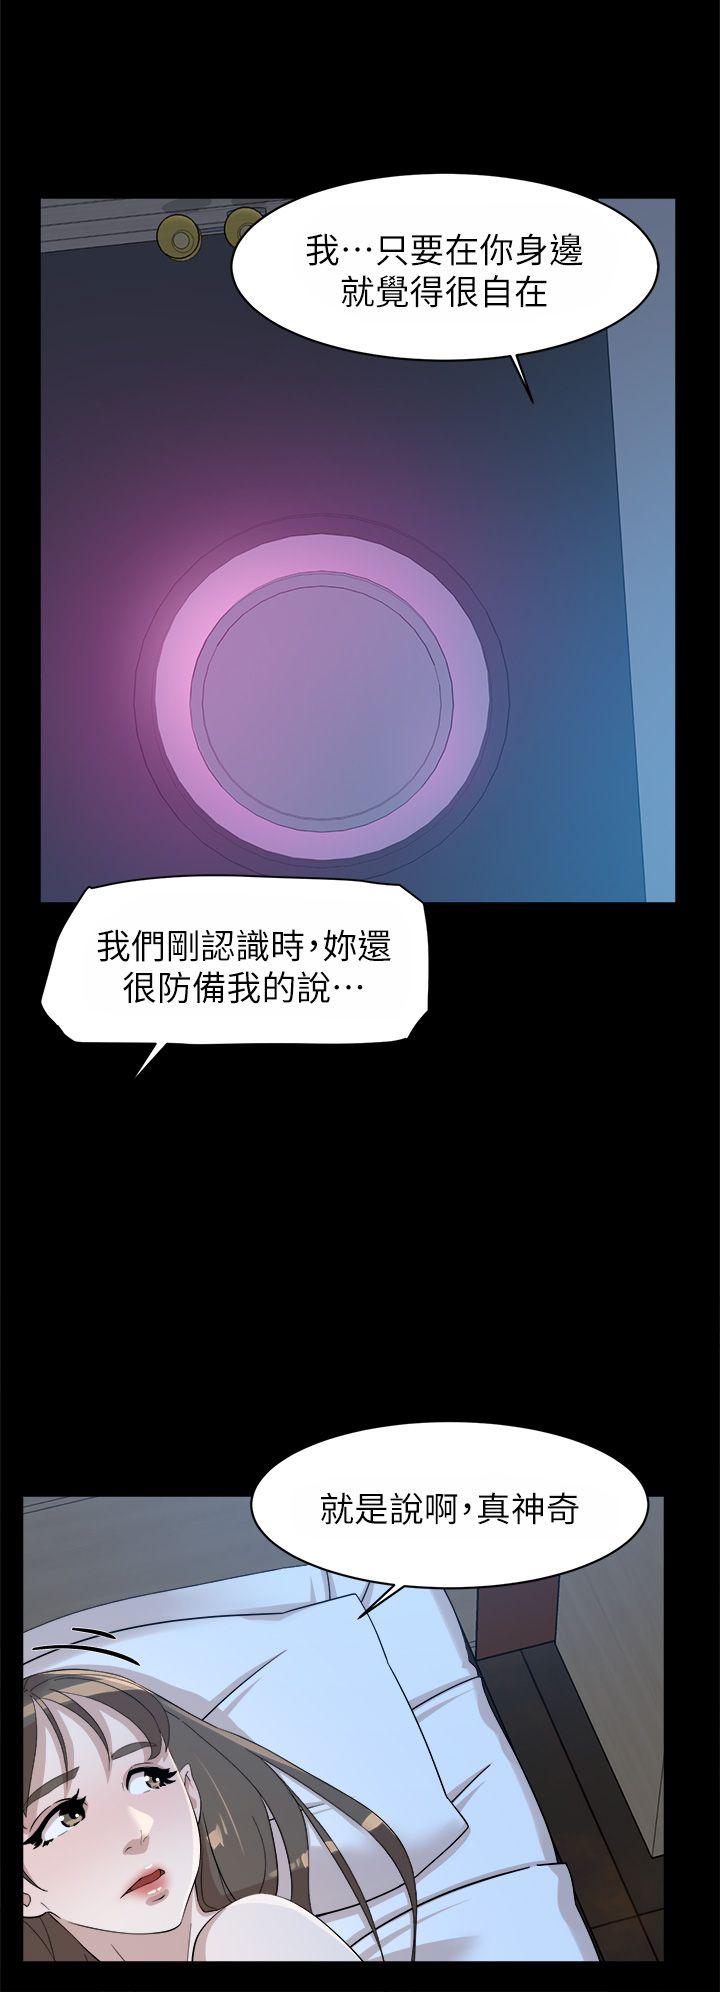 我⋯只要在你身邊
就覺得很自在
我們剛認識時，妳還
很防備我的說⋯
就是說啊，真神奇